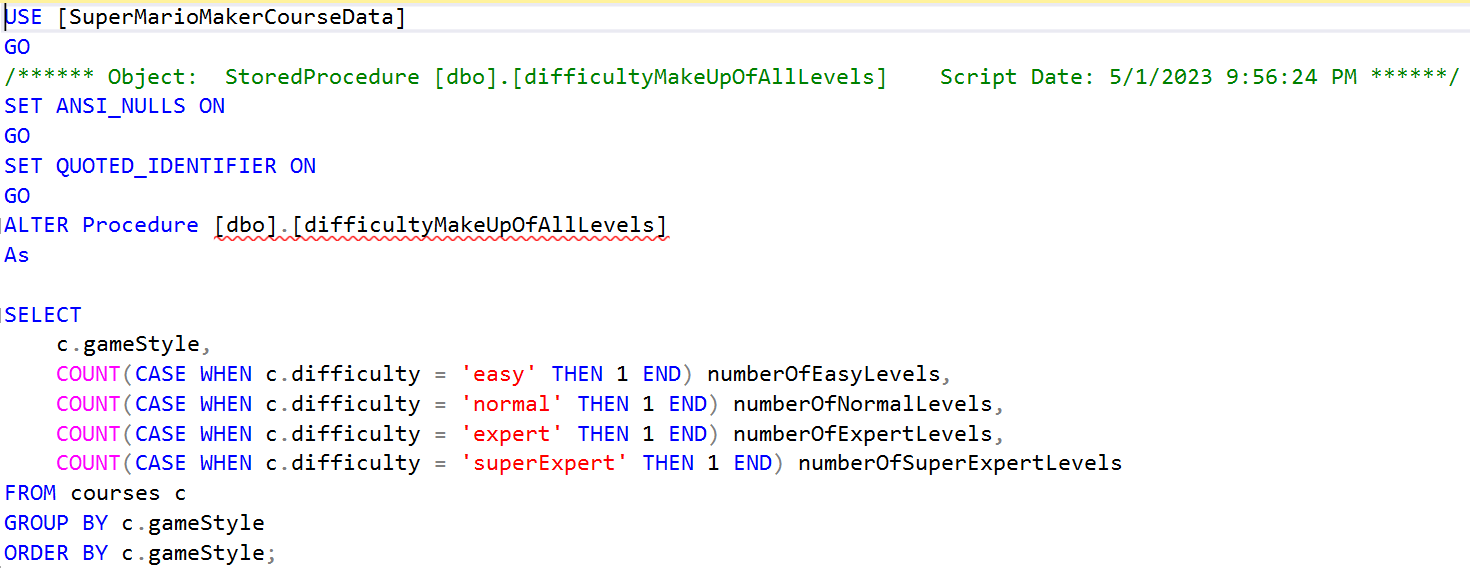 USE [SuperMarioMakerCourseData]
GO
/****** Object:  StoredProcedure [dbo].[difficultyMakeUpOfAllLevels]    Script Date: 5/1/2023 9:56:24 PM ******/
SET ANSI_NULLS ON
GO
SET QUOTED_IDENTIFIER ON
GO
ALTER Procedure [dbo].[difficultyMakeUpOfAllLevels]
As

SELECT
    c.gameStyle,
    COUNT(CASE WHEN c.difficulty = 'easy' THEN 1 END) numberOfEasyLevels,
    COUNT(CASE WHEN c.difficulty = 'normal' THEN 1 END) numberOfNormalLevels,
    COUNT(CASE WHEN c.difficulty = 'expert' THEN 1 END) numberOfExpertLevels,
    COUNT(CASE WHEN c.difficulty = 'superExpert' THEN 1 END) numberOfSuperExpertLevels
FROM courses c
GROUP BY c.gameStyle
ORDER BY c.gameStyle;